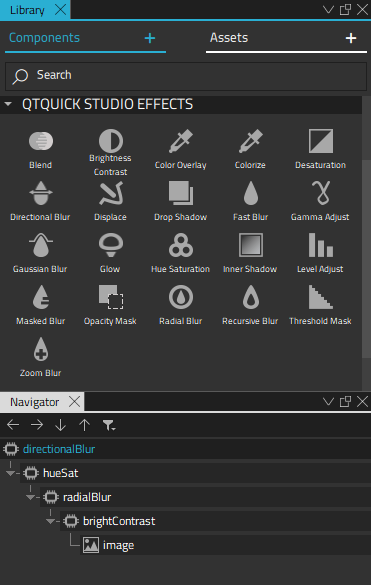 Library
Components + Assets +
Search
QTQUICK STUDIO EFFECTS
Blend
Brightness
Contrast
Color Overlay
Colorize
Desaturation
Directional Blur
Displace
Drop Shadow
Fast Blur
Gamma Adjust
Gaussian Blur
Glow
Hue Saturation
Inner Shadow
Level Adjust
Masked Blur
Opacity Mask
Radial Blur
Recursive Blur
Threshold Mask
Zoom Blur
Navigator
directionalBlur
hueSat
radialBlur
brightContrast
image